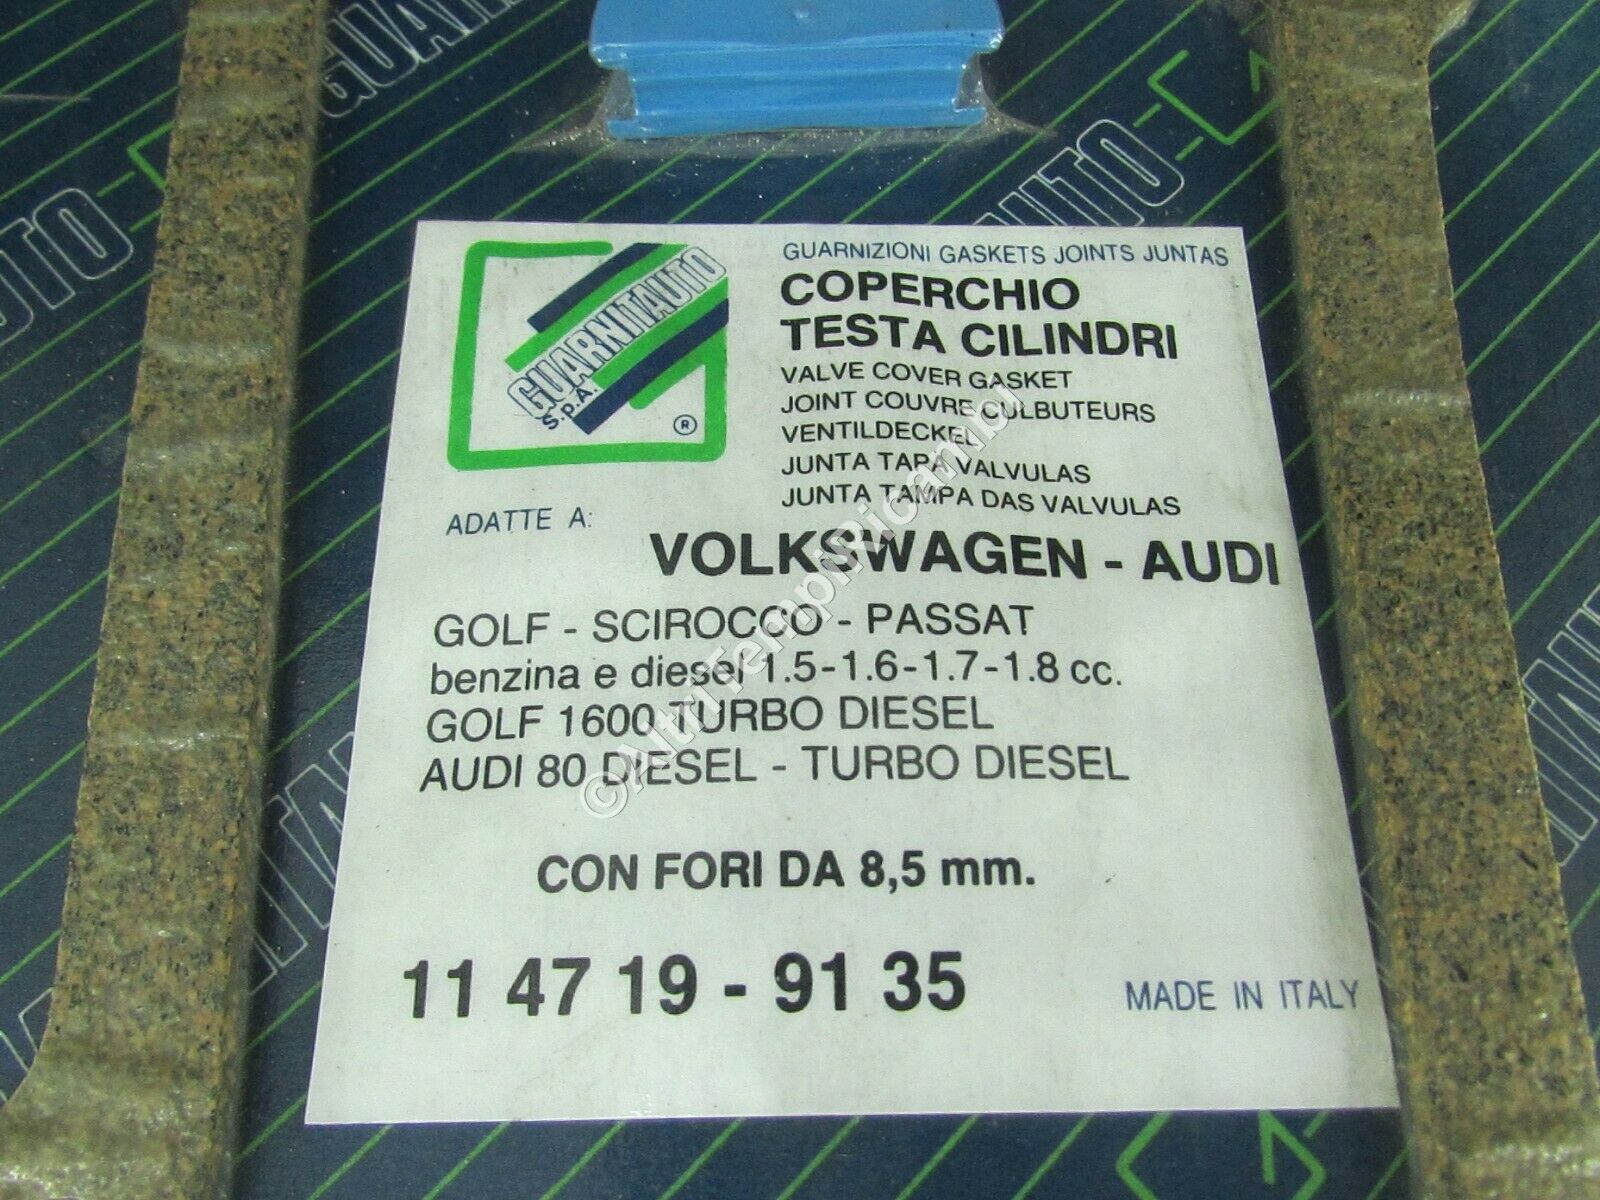 GUARNITAUTO
S.p.A.
®
GUARNIZIONI GASKETS JOINTS JUNTAS
COPERCHIO
TESTA CILINDRI
VALVE COVER GASKET
JOINT COUVRE CULBUTEURS
VENTILDECKEL
JUNTA TAPA VALVULAS
JUNTA TAMPA DAS VALVULAS
ADATTE A:
VOLKSWAGEN - AUDI
GOLF - SCIROCCO - PASSAT
benzina e diesel 1.5-1.6-1.7-1.8 cc.
GOLF 1600 TURBO DIESEL
AUDI 80 DIESEL - TURBO DIESEL
CON FORI DA 8,5 mm.
11 47 19 - 91 35
MADE IN ITALY
©AltriTempiRicambi